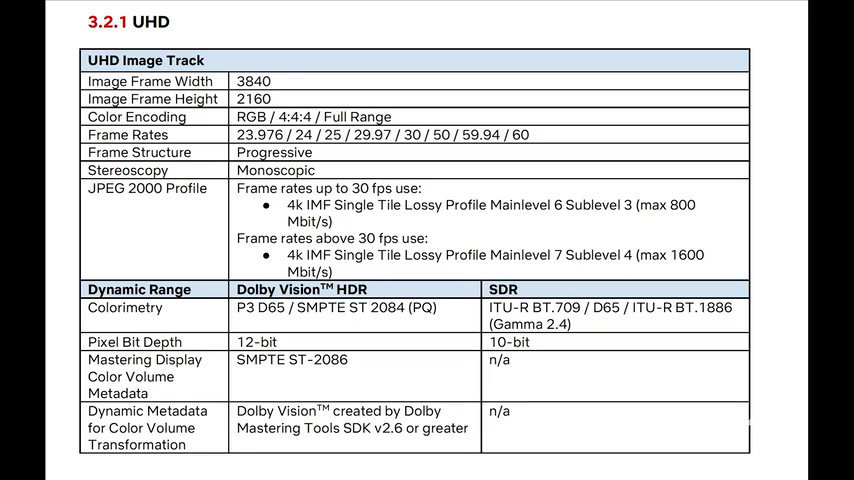 3.2.1 UHD
UHD Image Track
Image Frame Width 3840
Image Frame Height 2160
Color Encoding RGB / 4:4:4 / Full Range
Frame Rates 23.976 / 24 / 25 / 29.97 / 30 / 50 / 59.94 / 60
Frame Structure Progressive
Stereoscopy Monoscopic
JPEG 2000 Profile Frame rates up to 30 fps use:
● 4k IMF Single Tile Lossy Profile Mainlevel 6 Sublevel 3 (max 800
Mbit/s)
Frame rates above 30 fps use:
● 4k IMF Single Tile Lossy Profile Mainlevel 7 Sublevel 4 (max 1600
Mbit/s)
Dynamic Range Dolby Vision™ HDR SDR
Colorimetry P3 D65 / SMPTE ST 2084 (PQ) ITU-R BT.709 / D65 / ITU-R BT.1886
(Gamma 2.4)
Pixel Bit Depth 12-bit 10-bit
Mastering Display SMPTE ST-2086 n/a
Color Volume
Metadata
Dynamic Metadata Dolby Vision™ created by Dolby n/a
for Color Volume Mastering Tools SDK v2.6 or greater
Transformation